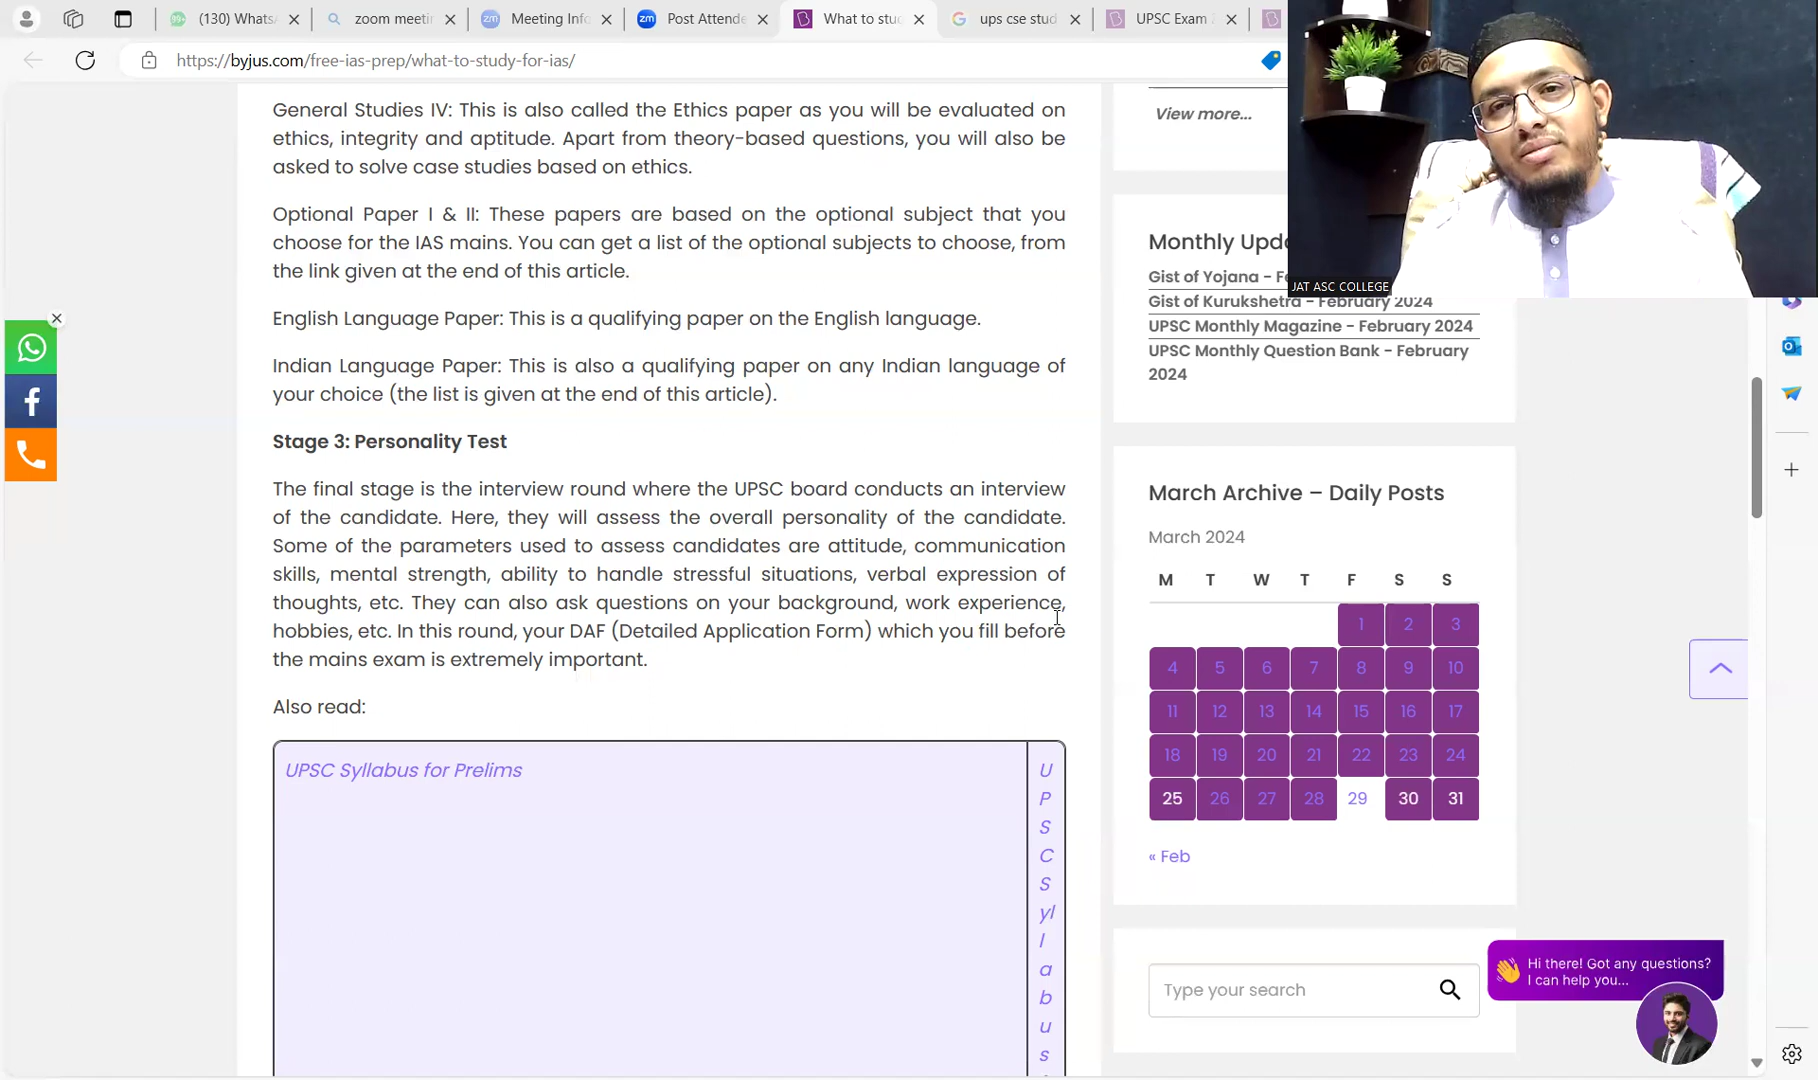 (130) Whats
zoom meetin
Meeting Info
Post Attende
What to stu
ups cse stud
UPSC Exam
https://byjus.com/free-ias-prep/what-to-study-for-ias/
General Studies IV: This is also called the Ethics paper as you will be evaluated on
ethics, integrity and aptitude. Apart from theory-based questions, you will also be
asked to solve case studies based on ethics.
Optional Paper I & II: These papers are based on the optional subject that you
choose for the IAS mains. You can get a list of the optional subjects to choose, from
the link given at the end of this article.
English Language Paper: This is a qualifying paper on the English language.
Indian Language Paper: This is also a qualifying paper on any Indian language of
your choice (the list is given at the end of this article).
Stage 3: Personality Test
The final stage is the interview round where the UPSC board conducts an interview
of the candidate. Here, they will assess the overall personality of the candidate.
Some of the parameters used to assess candidates are attitude, communication
skills, mental strength, ability to handle stressful situations, verbal expression of
thoughts, etc. They can also ask questions on your background, work experience,
hobbies, etc. In this round, your DAF (Detailed Application Form) which you fill before
the mains exam is extremely important.
Also read:
UPSC Syllabus for Prelims
U
P
S
C
S
yl
l
a
b
u
s
View more...
JAT ASC COLLEGE
Monthly Upd
Gist of Yojana - Fe
Gist of Kurukshetra - February 2024
UPSC Monthly Magazine - February 2024
UPSC Monthly Question Bank - February
2024
March Archive – Daily Posts
March 2024
M T W T F S S
1 2 3
4 5 6 7 8 9 10
11 12 13 14 15 16 17
18 19 20 21 22 23 24
25 26 27 28 29 30 31
« Feb
Type your search
Hi there! Got any questions?
I can help you...